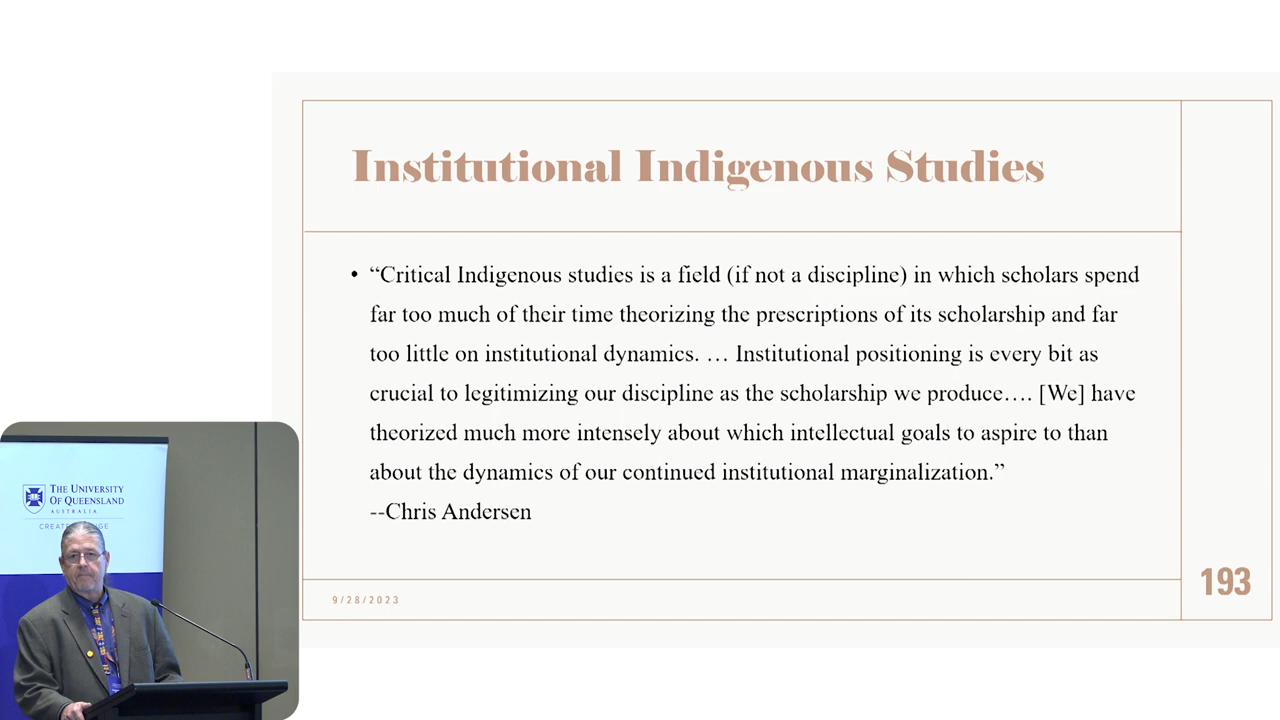 Institutional Indigenous Studies
• “Critical Indigenous studies is a field (if not a discipline) in which scholars spend
far too much of their time theorizing the prescriptions of its scholarship and far
too little on institutional dynamics. … Institutional positioning is every bit as
crucial to legitimizing our discipline as the scholarship we produce…. [We] have
theorized much more intensely about which intellectual goals to aspire to than
about the dynamics of our continued institutional marginalization.”
--Chris Andersen
9/28/2023
193
THE UNIVERSITY
OF QUEENSLAND
AUSTRALIA